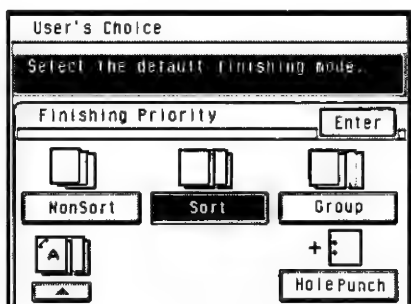 User's Choice
Select the default finishing mode.
Finishing Priority
Enter
NonSort
Sort
Group
A
+
HolePunch